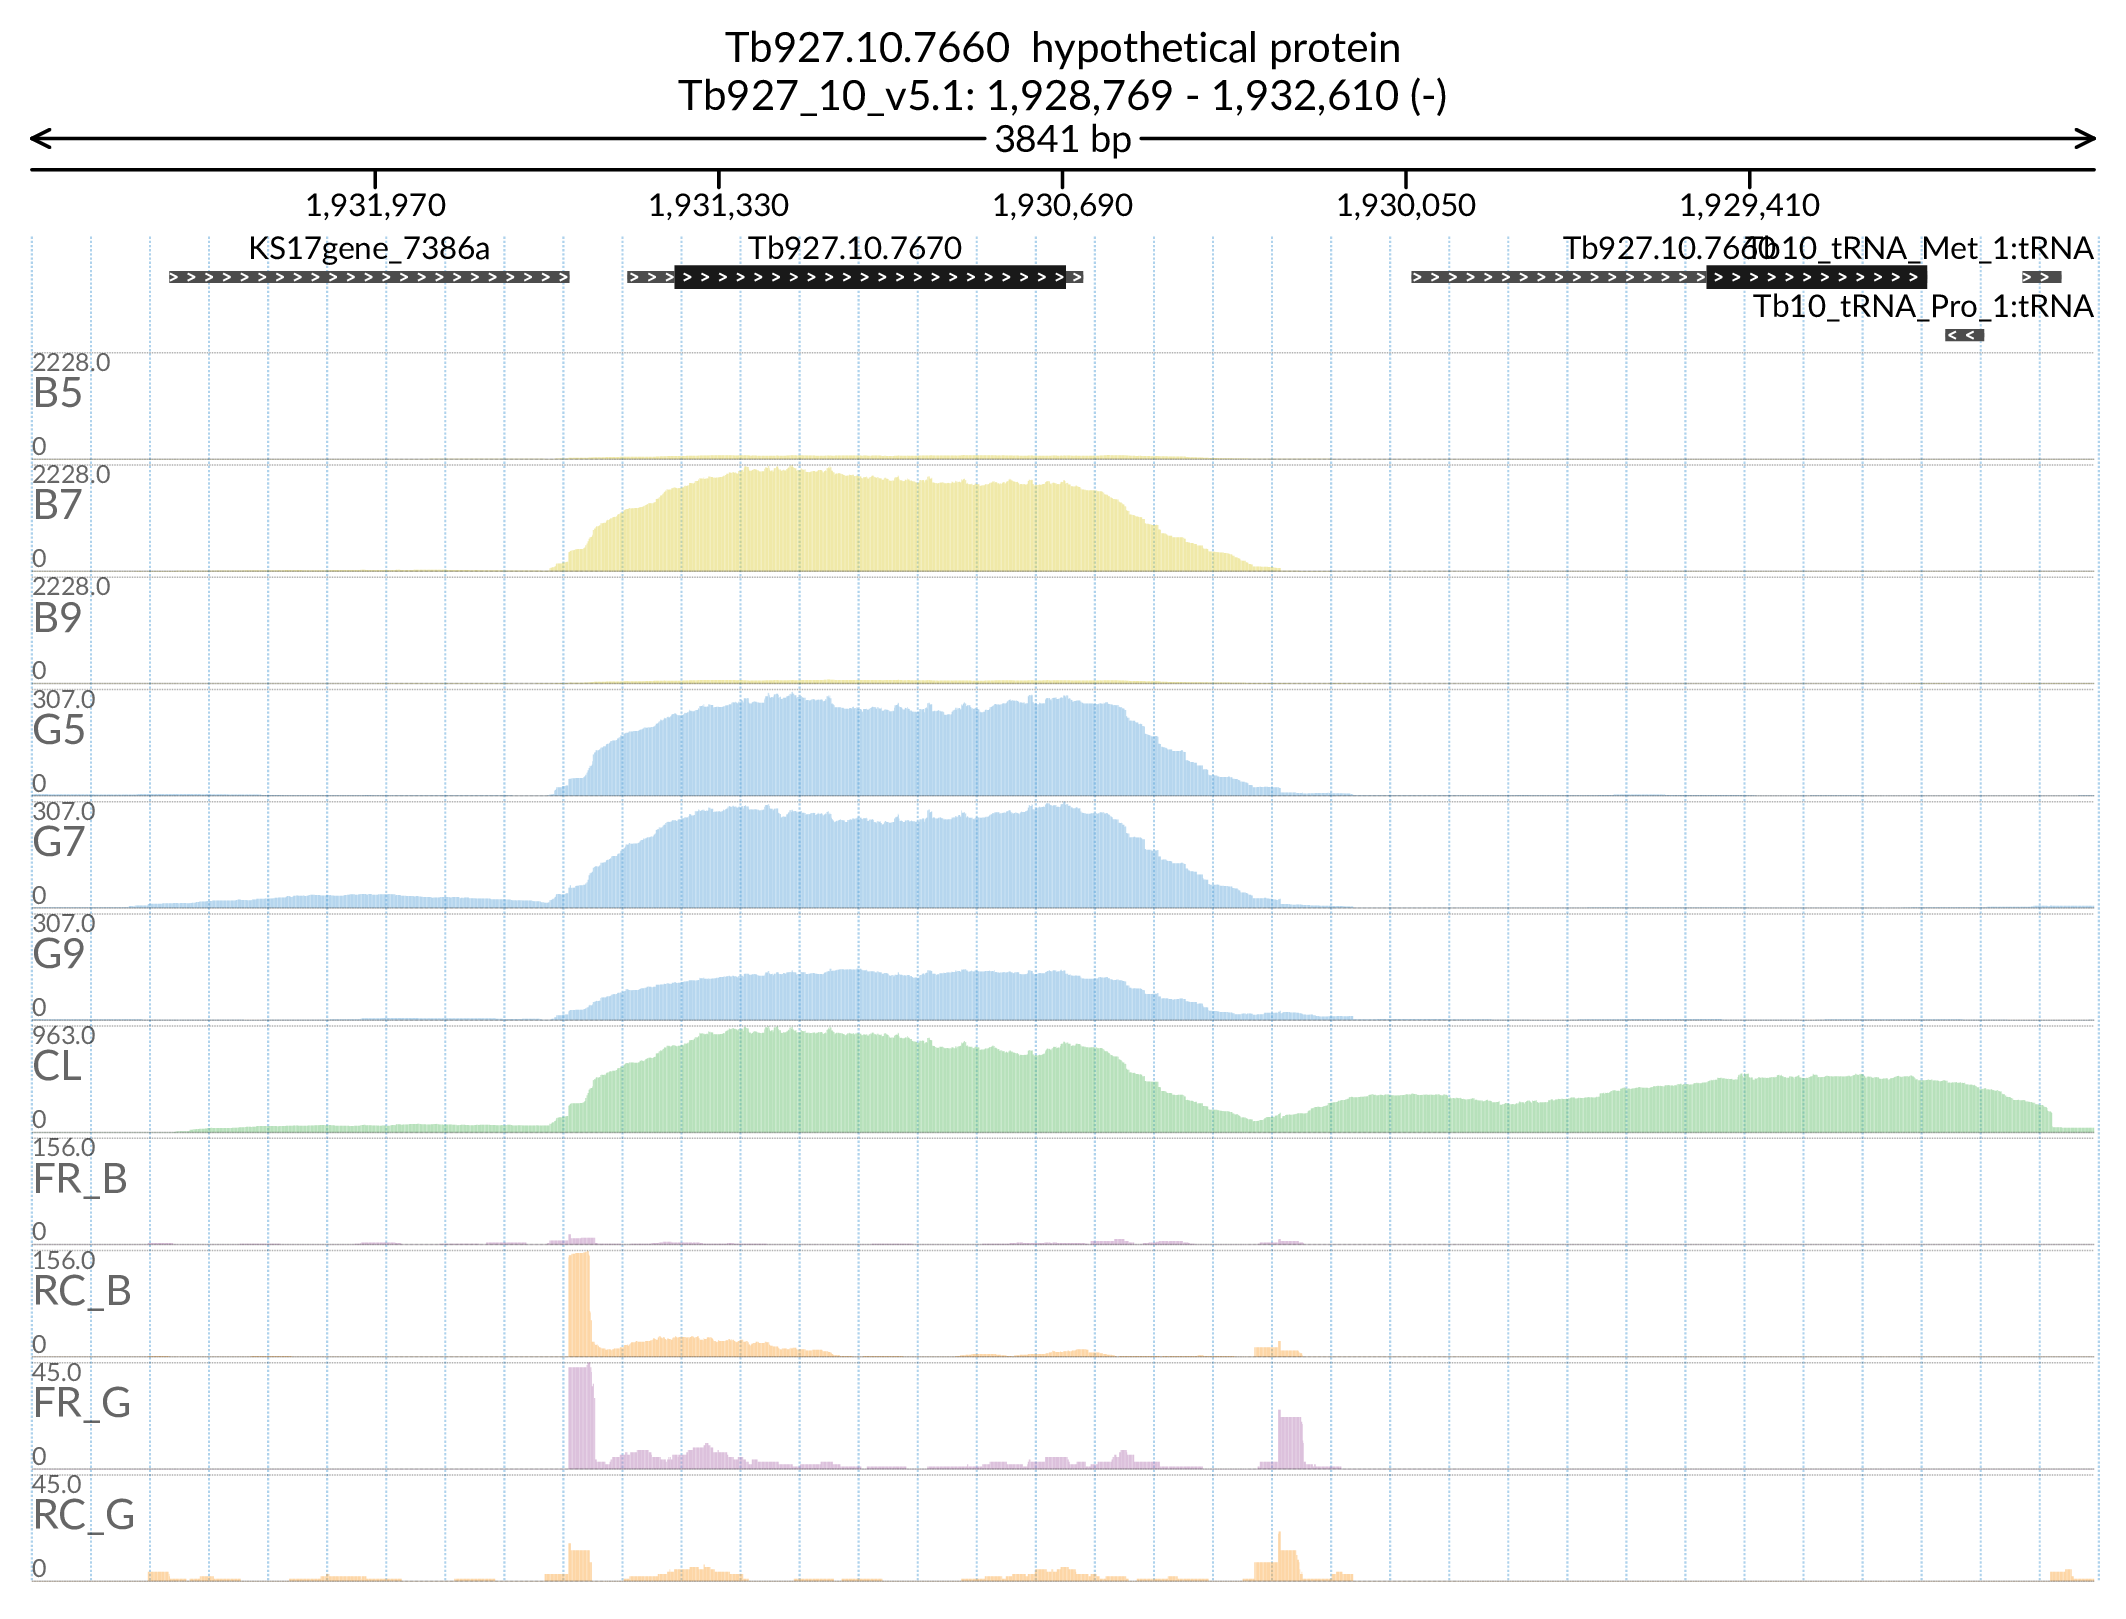 Tb927.10.7660 hypothetical protein
Tb927_10_v5.1: 1,928,769 - 1,932,610 (-)
3841 bp
1,931,970 1,931,330 1,930,690 1,930,050 1,929,410
KS17gene_7386a Tb927.10.7670 Tb927.10.7660 Tb10_tRNA_Met_1:tRNA
Tb10_tRNA_Pro_1:tRNA
2228.0
B5
0
2228.0
B7
0
2228.0
B9
0
307.0
G5
0
307.0
G7
0
307.0
G9
0
963.0
CL
0
156.0
FR_B
0
156.0
RC_B
0
45.0
FR_G
0
45.0
RC_G
0